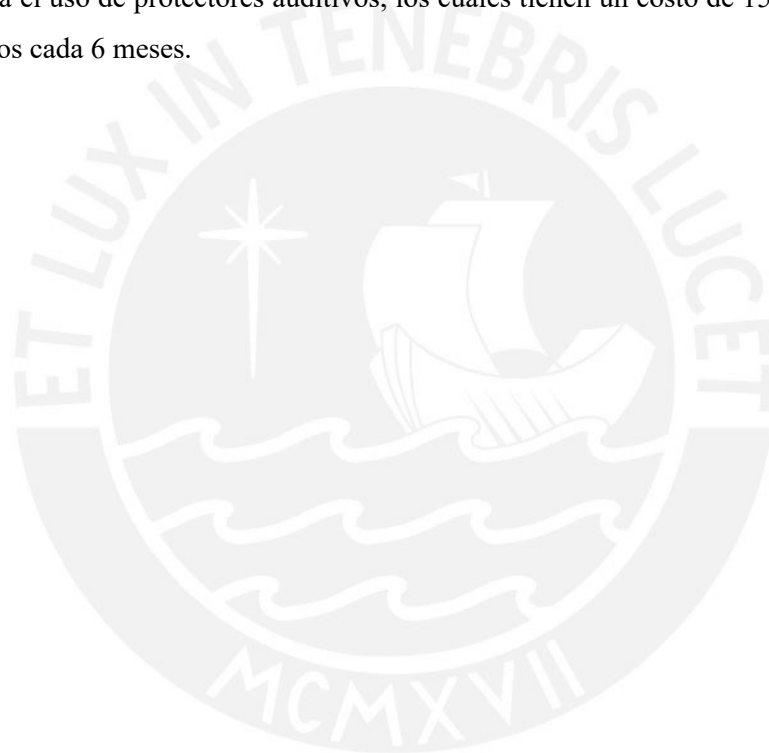 a el uso de protectores auditivos, los cuales tienen un costo de 15
os cada 6 meses.
ET LUX IN TENEBRIS LUCET
MCMXVII